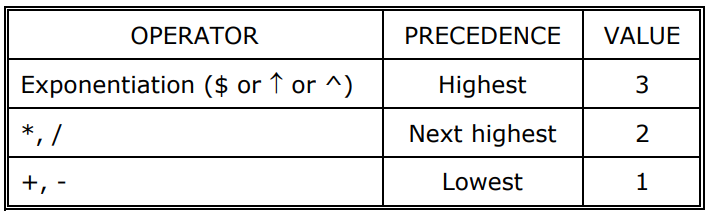 OPERATOR PRECEDENCE VALUE
Exponentiation ($ or ↑ or ^) Highest 3
*, / Next highest 2
+, - Lowest 1